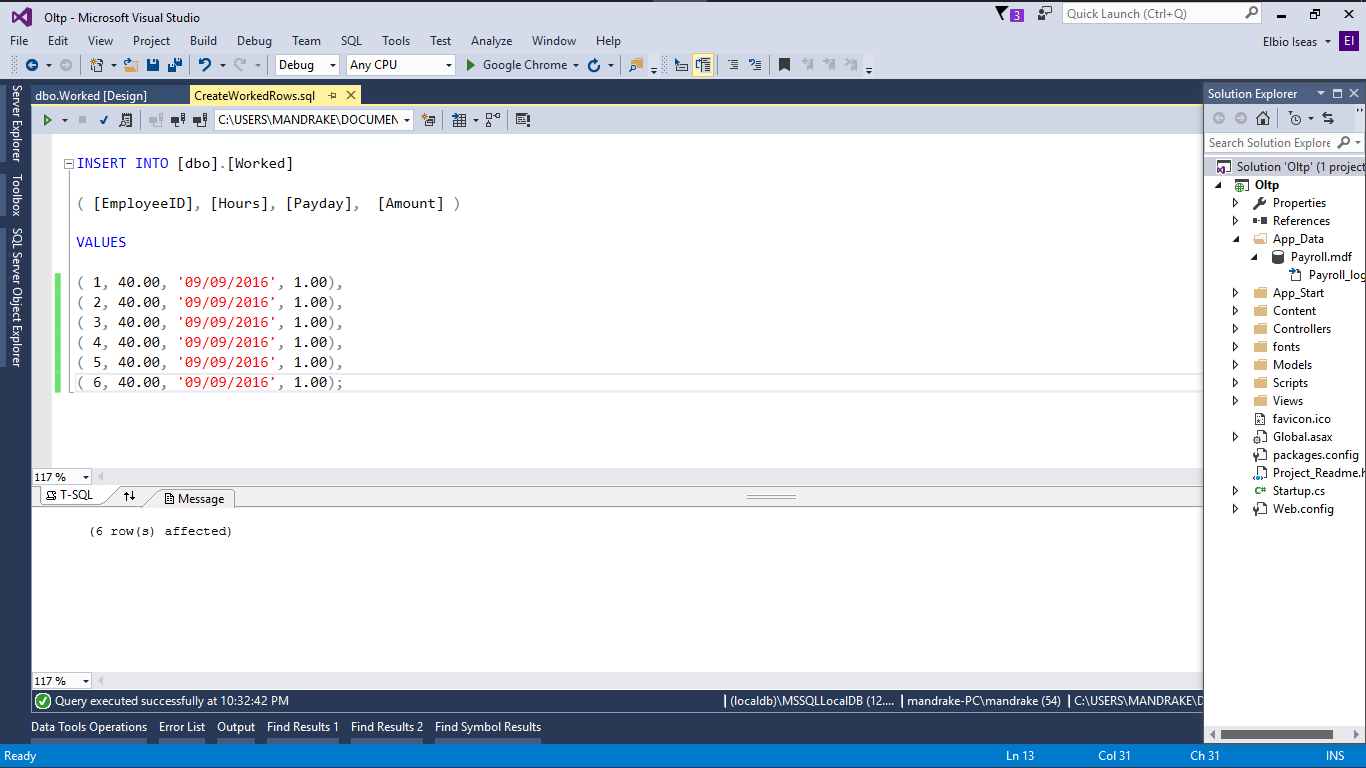 Oltp - Microsoft Visual Studio
3
Quick Launch (Ctrl+Q)
File Edit View Project Build Debug Team SQL Tools Test Analyze Window Help
Elbio Iseas EI
Debug Any CPU Google Chrome
Server Explorer
Toolbox
SQL Server Object Explorer
dbo.Worked [Design] CreateWorkedRows.sql
C:\USERS\MANDRAKE\DOCUMEN
INSERT INTO [dbo].[Worked]
( [EmployeeID], [Hours], [Payday],  [Amount] )
VALUES
( 1, 40.00, '09/09/2016', 1.00),
( 2, 40.00, '09/09/2016', 1.00),
( 3, 40.00, '09/09/2016', 1.00),
( 4, 40.00, '09/09/2016', 1.00),
( 5, 40.00, '09/09/2016', 1.00),
( 6, 40.00, '09/09/2016', 1.00);
117 %
T-SQL Message
(6 row(s) affected)
117 %
Query executed successfully at 10:32:42 PM (localdb)\MSSQLLocalDB (12.... mandrake-PC\mandrake (54) C:\USERS\MANDRAKE\D
Data Tools Operations Error List Output Find Results 1 Find Results 2 Find Symbol Results
Solution Explorer
Search Solution Explore
Solution 'Oltp' (1 project
Oltp
Properties
References
App_Data
Payroll.mdf
Payroll_log
App_Start
Content
Controllers
fonts
Models
Scripts
Views
favicon.ico
Global.asax
packages.config
Project_Readme.h
C# Startup.cs
Web.config
Ready Ln 13 Col 31 Ch 31 INS